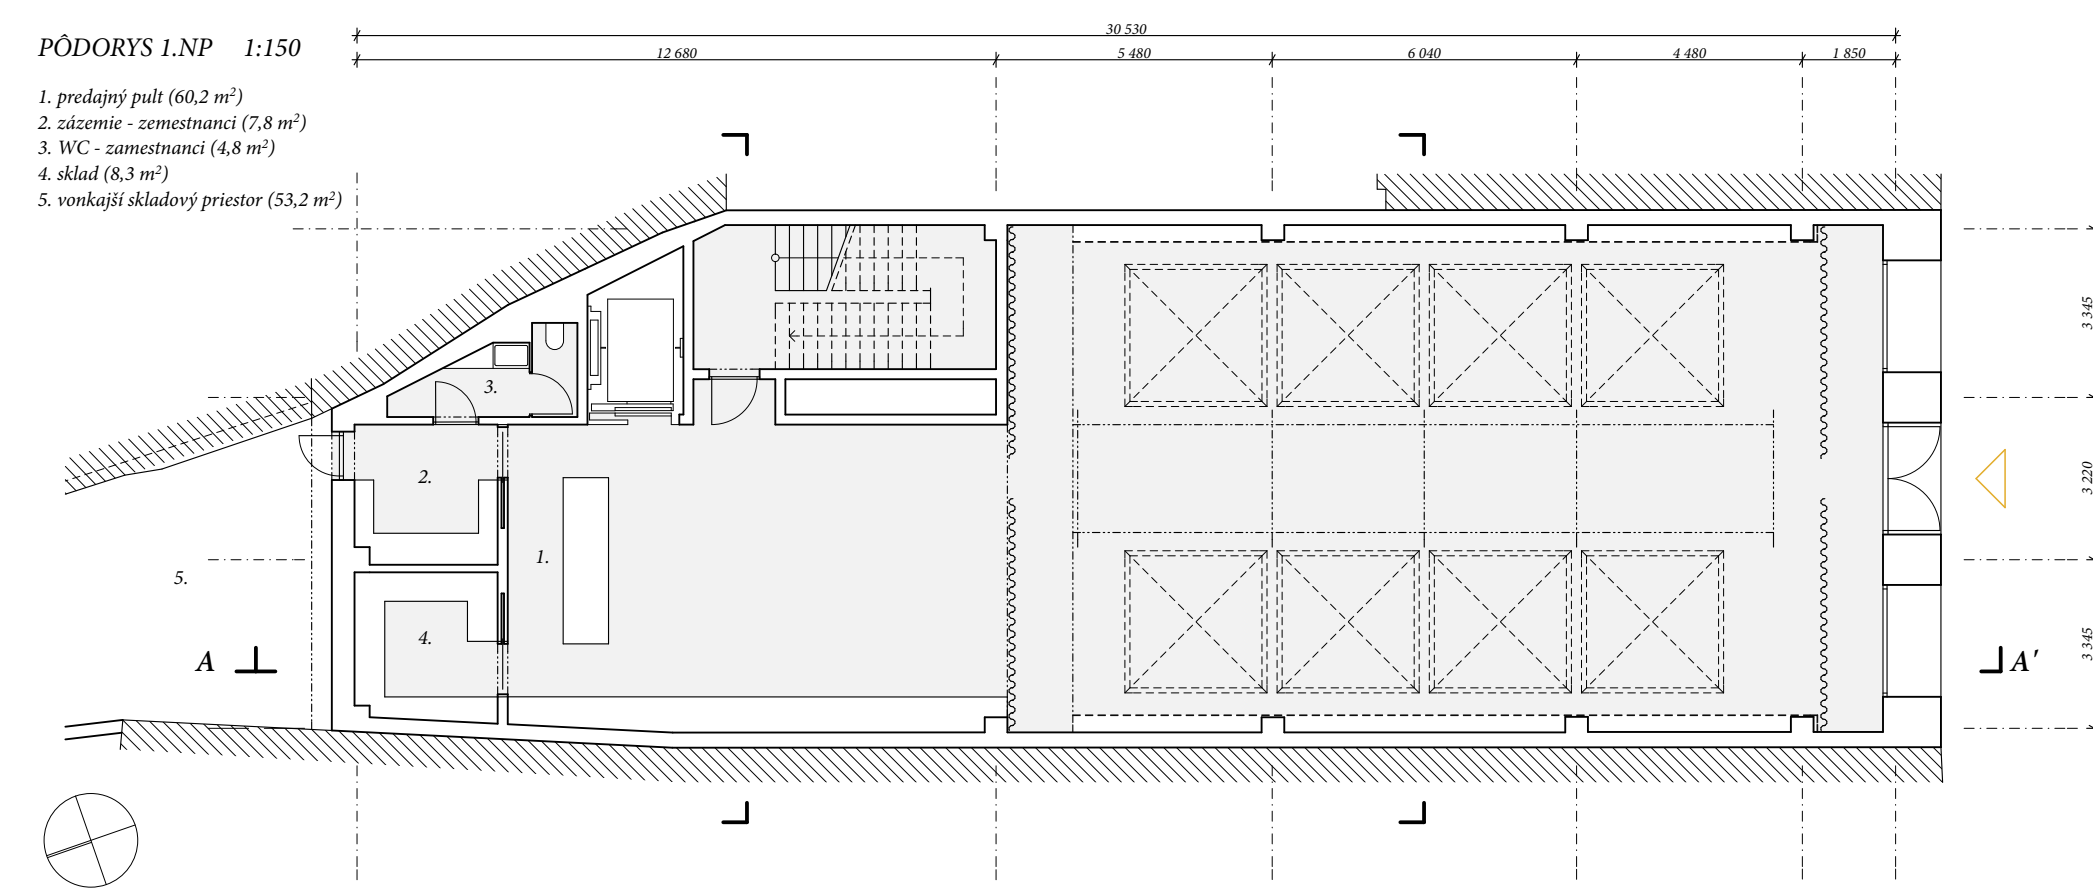 PÔDORYS 1.NP 1:150
1. predajný pult (60,2 m²)
2. zázemie - zemestnanci (7,8 m²)
3. WC - zamestnanci (4,8 m²)
4. sklad (8,3 m²)
5. vonkajší skladový priestor (53,2 m²)
30 530
12 680 5 480 6 040 4 480 1 850
3 345
3.
2.
3 220
1.
5.
4.
3 345
A A'